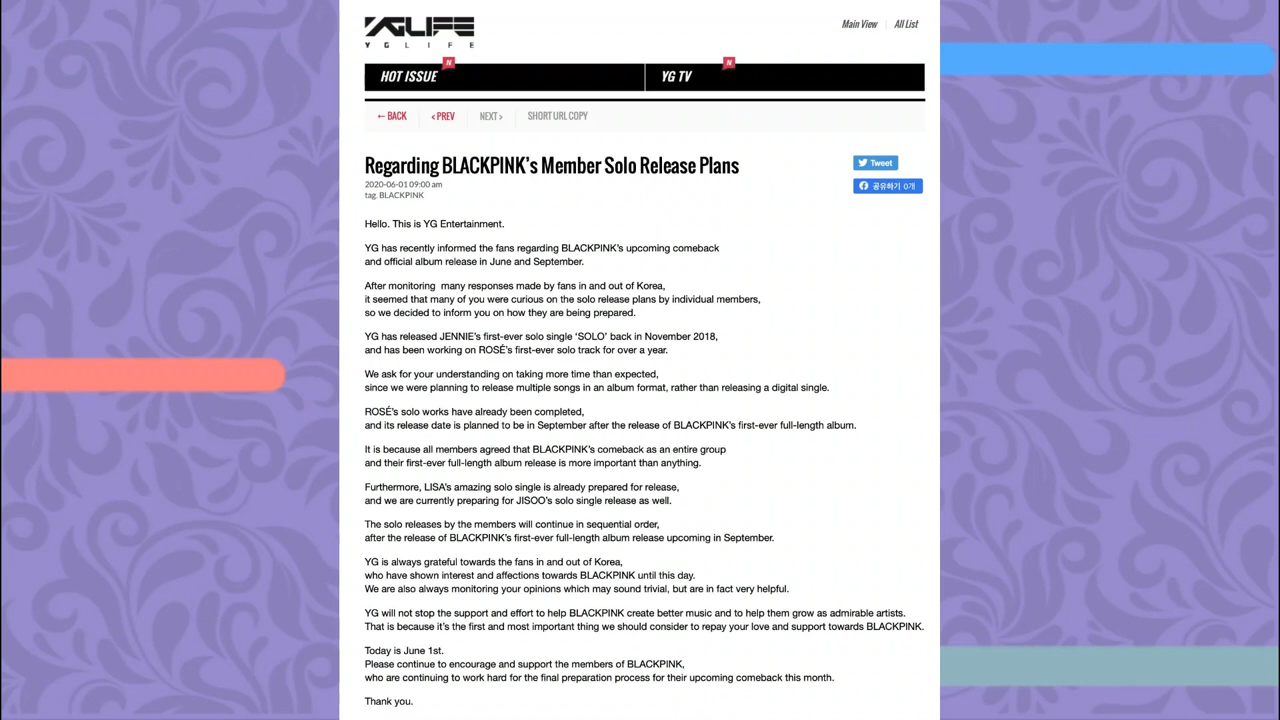 YGLIFE
YG LIFE
Main View
All List
N
N
HOT ISSUE
YG TV
← BACK
< PREV
NEXT >
SHORT URL COPY
Regarding BLACKPINK’s Member Solo Release Plans
Tweet
2020-06-01 09:00 am
공유하기 0개
tag. BLACKPINK
Hello. This is YG Entertainment.
YG has recently informed the fans regarding BLACKPINK’s upcoming comeback
and official album release in June and September.
After monitoring  many responses made by fans in and out of Korea,
it seemed that many of you were curious on the solo release plans by individual members,
so we decided to inform you on how they are being prepared.
YG has released JENNIE’s first-ever solo single ‘SOLO’ back in November 2018,
and has been working on ROSÉ’s first-ever solo track for over a year.
We ask for your understanding on taking more time than expected,
since we were planning to release multiple songs in an album format, rather than releasing a digital single.
ROSÉ’s solo works have already been completed,
and its release date is planned to be in September after the release of BLACKPINK’s first-ever full-length album.
It is because all members agreed that BLACKPINK’s comeback as an entire group
and their first-ever full-length album release is more important than anything.
Furthermore, LISA’s amazing solo single is already prepared for release,
and we are currently preparing for JISOO’s solo single release as well.
The solo releases by the members will continue in sequential order,
after the release of BLACKPINK’s first-ever full-length album release upcoming in September.
YG is always grateful towards the fans in and out of Korea,
who have shown interest and affections towards BLACKPINK until this day.
We are also always monitoring your opinions which may sound trivial, but are in fact very helpful.
YG will not stop the support and effort to help BLACKPINK create better music and to help them grow as admirable artists.
That is because it’s the first and most important thing we should consider to repay your love and support towards BLACKPINK.
Today is June 1st.
Please continue to encourage and support the members of BLACKPINK,
who are continuing to work hard for the final preparation process for their upcoming comeback this month.
Thank you.